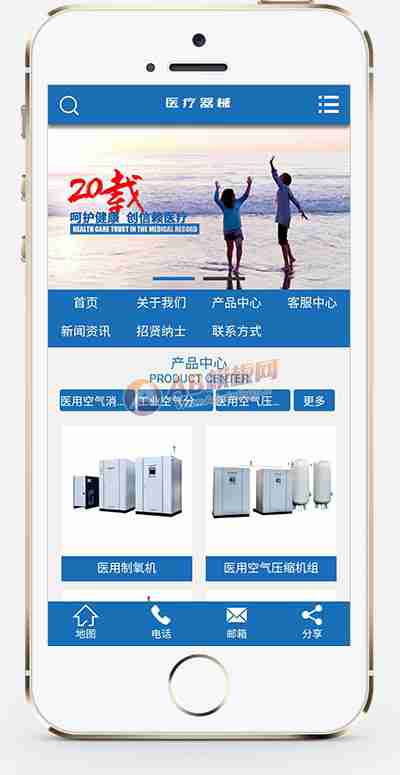 医疗器械
20载
呵护健康 创信赖医疗
HEALTH CARE TRUST IN THE MEDICAL RECORD
首页 关于我们 产品中心 客服中心
新闻资讯 招贤纳士 联系方式
产品中心
PRODUCT CENTER
医用空气消... 工业空气分... 医用空气压... 更多
医用制氧机 医用空气压缩机组
地图 电话 邮箱 分享